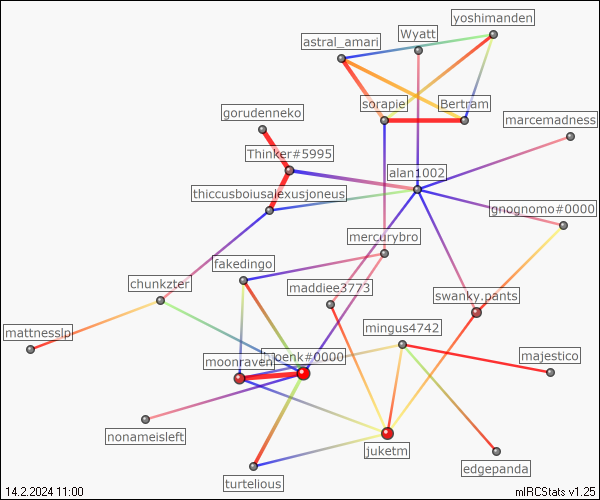 yoshimanden
Wyatt
astral_amari
sorapie
Bertram
gorudenneko
marcemadness
Thinker#5995
alan1002
thiccusboiusalexusjoneus
gnognomo#0000
mercurybro
fakedingo
chunkzter
maddiee3773
swanky.pants
mingus4742
mattnesslp
moonraven
oenk#0000
majestico
nonameisleft
juketm
edgepanda
turtelious
14.2.2024 11:00
mIRCStats v1.25